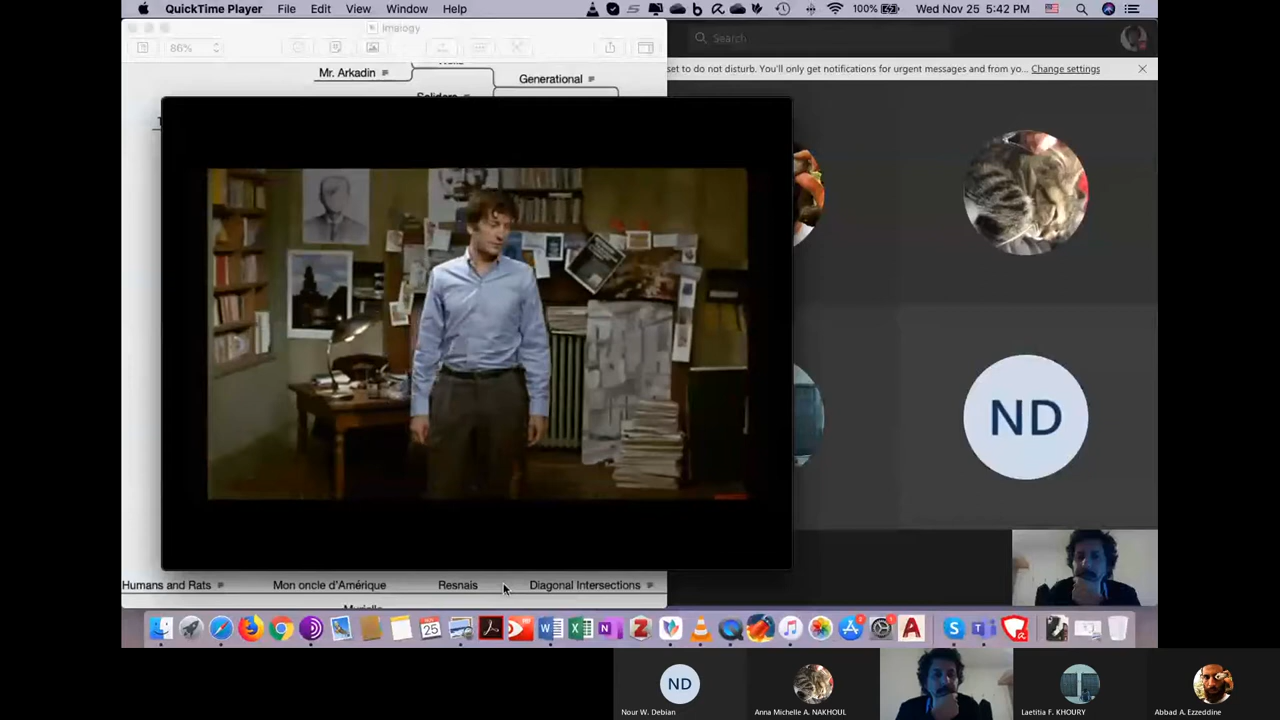 QuickTime Player File Edit View Window Help 100% Wed Nov 25 5:42 PM
imalogy
86%
Search
set to do not disturb. You'll only get notifications for urgent messages and from yo... Change settings
Mr. Arkadin
Generational
ND
Humans and Rats Mon oncle d'Amérique Resnais Diagonal Intersections
NOV
25
ND
Nour W. Debian Anna Michelle A. NAKHOUL Laetitia F. KHOURY Abbad A. Ezzeddine